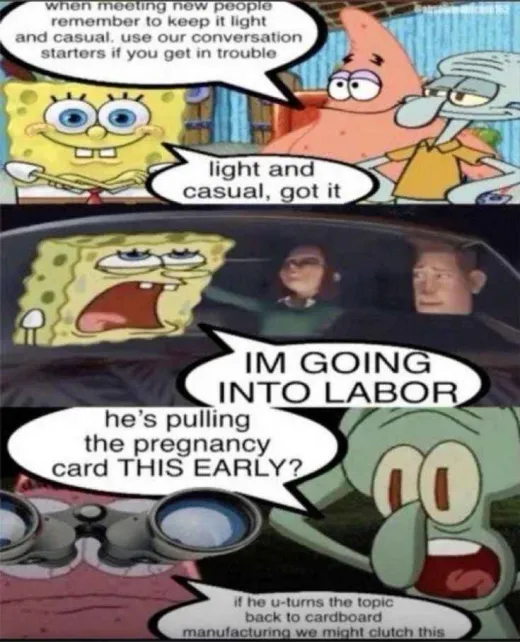 when meeting new people
remember to keep it light
and casual. use our conversation
starters if you get in trouble
light and
casual, got it
IM GOING
INTO LABOR
he's pulling
the pregnancy
card THIS EARLY?
if he u-turns the topic
back to cardboard
manufacturing we might clutch this